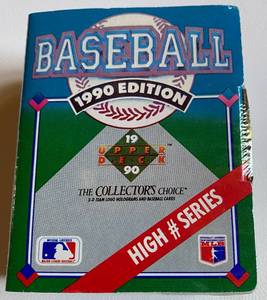 BASEBALL
1990 EDITION
19
UPPER
DECK
90
THE COLLECTOR'S CHOICE
3-D TEAM LOGO HOLOGRAMS AND BASEBALL CARDS
HIGH # SERIES